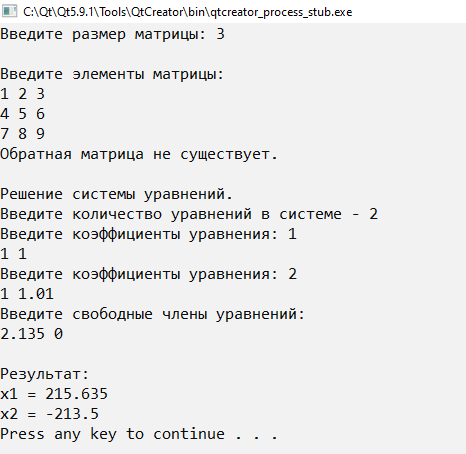 C:\Qt\Qt5.9.1\Tools\QtCreator\bin\qtcreator_process_stub.exe
Введите размер матрицы: 3
Введите элементы матрицы:
1 2 3
4 5 6
7 8 9
Обратная матрица не существует.
Решение системы уравнений.
Введите количество уравнений в системе - 2
Введите коэффициенты уравнения: 1
1 1
Введите коэффициенты уравнения: 2
1 1.01
Введите свободные члены уравнений:
2.135 0
Результат:
x1 = 215.635
x2 = -213.5
Press any key to continue . . .